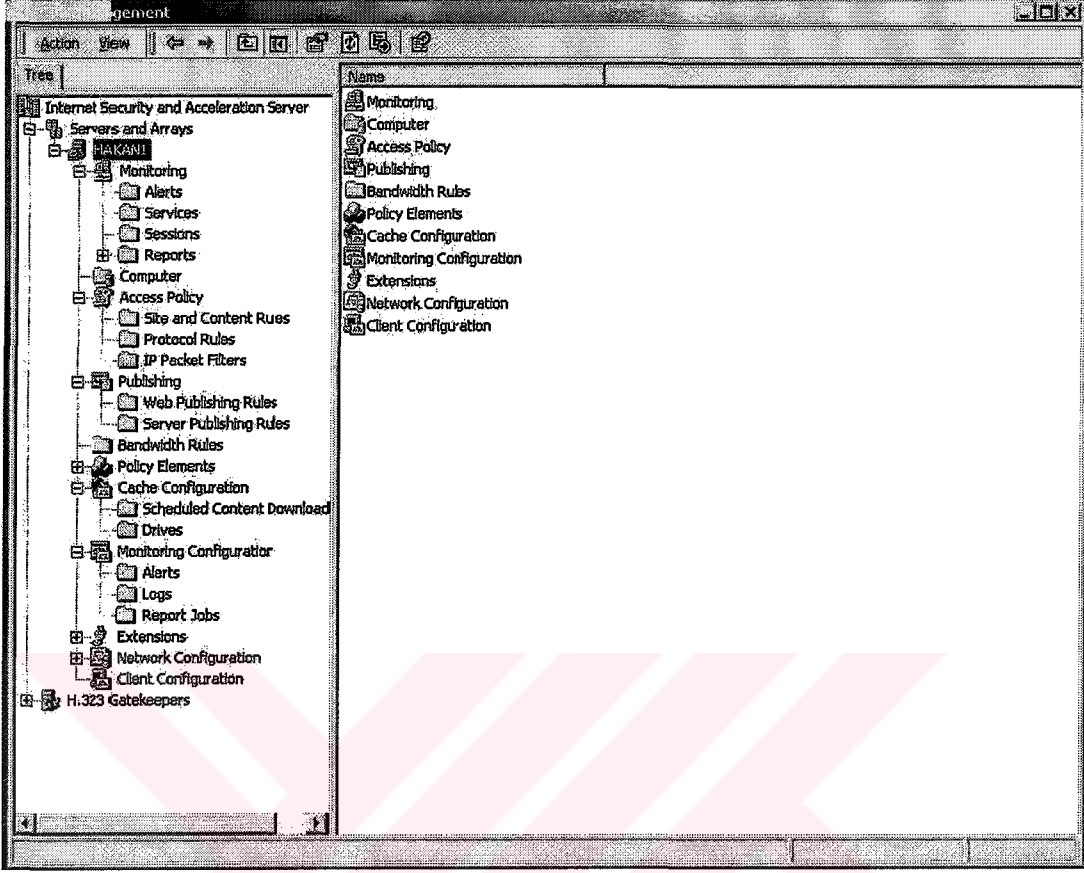 gement
Action View
Tree
Internet Security and Acceleration Server
Servers and Arrays
HAKAN1
Monitoring
Alerts
Services
Sessions
Reports
Computer
Access Policy
Site and Content Rues
Protocol Rules
IP Packet Filters
Publishing
Web Publishing Rules
Server Publishing Rules
Bandwidth Rules
Policy Elements
Cache Configuration
Scheduled Content Download
Drives
Monitoring Configuration
Alerts
Logs
Report Jobs
Extensions
Network Configuration
Client Configuration
H.323 Gatekeepers
Name
Monitoring
Computer
Access Policy
Publishing
Bandwidth Rules
Policy Elements
Cache Configuration
Monitoring Configuration
Extensions
Network Configuration
Client Configuration